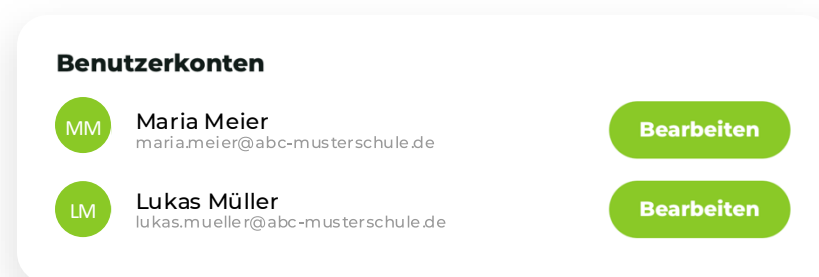 Benutzerkonten
MM
Maria Meier
maria.meier@abc-musterschule.de
Bearbeiten
LM
Lukas Müller
lukas.mueller@abc-musterschule.de
Bearbeiten